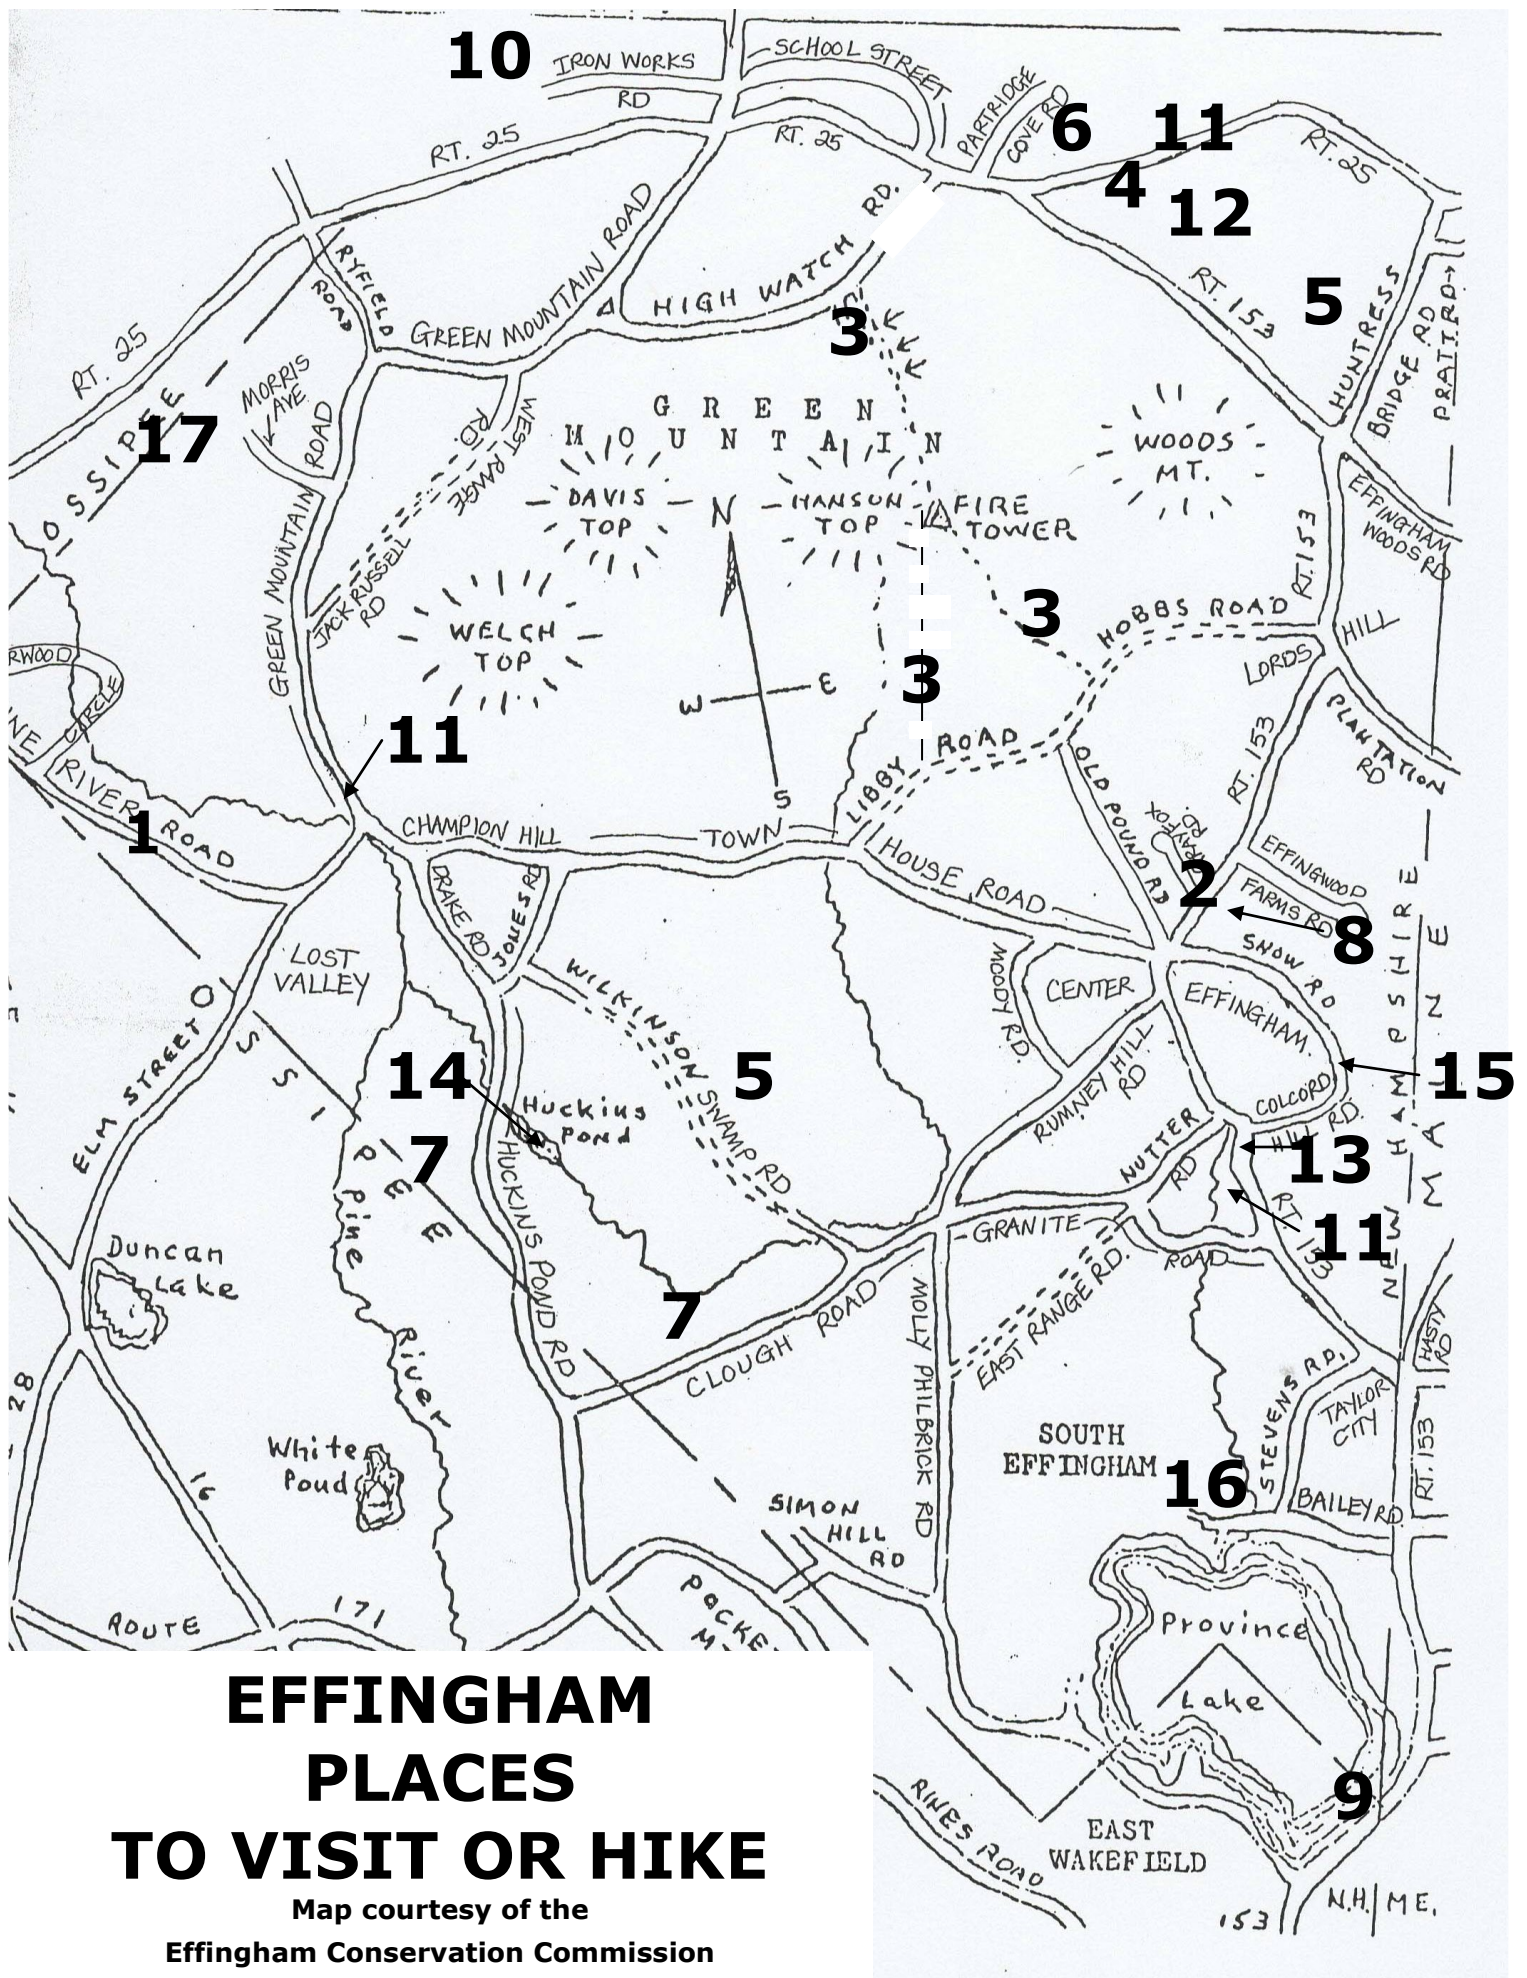 10
IRON WORKS
RD
SCHOOL STREET
RT. 25
RT. 25
PARTRIDGE
COVE RD
6
11
RT. 25
4
12
RYFIELD
ROAD
GREEN MOUNTAIN ROAD
HIGH WATCH RD.
RT. 153
5
HUNTRESS
BRIDGE RD
PRATT RD→
RT. 25
3
MORRIS
AVE
17
OSSIPEE
ROAD
WEST RANGE
RD.
GREEN
MOUNTAIN
WOODS
MT.
DAVIS
TOP
N
HANSON
TOP
FIRE
TOWER
EFFINGHAM
WOODS RD
RT. 153
GREEN MOUNTAIN
JACK RUSSELL
RD
WELCH
TOP
3
HOBBS ROAD
LORDS
HILL
RWOOD
CIRCLE
W
E
S
3
PLANTATION
RD
NE
RIVER ROAD
1
11
LIBBY ROAD
OLD POUND RD
RT. 153
CHAMPION HILL
TOWN
HOUSE ROAD
GRAY FOX
RD.
2
EFFINGWOOD
FARMS RD
8
DRAKE RD
JONES RD
LOST
VALLEY
WILKINSON
SWAMP RD
MOODY RD.
CENTER
EFFINGHAM
SNOW RD
NEW HAMPSHIRE
MAINE
ELM STREET
OSSIPEE
14
Huckins
Pond
5
7
RUMNEY HILL
RD
COLCORD
HILL RD.
15
NUTTER
RD
13
11
HUCKINS POND RD
GRANITE
ROAD
RT. 153
Duncan
Lake
Pine River
7
CLOUGH ROAD
MOLLY PHILBRICK RD
EAST RANGE RD.
HASTY
RD
28
STEVENS RD.
TAYLOR
CITY
White
Pond
16
SOUTH
EFFINGHAM
16
BAILEY RD.
RT. 153
SIMON
HILL
RD
ROUTE
171
POCKE
M
Province
Lake
9
RINES ROAD
EAST
WAKEFIELD
153
N.H. M E.
EFFINGHAM
PLACES
TO VISIT OR HIKE
Map courtesy of the
Effingham Conservation Commission